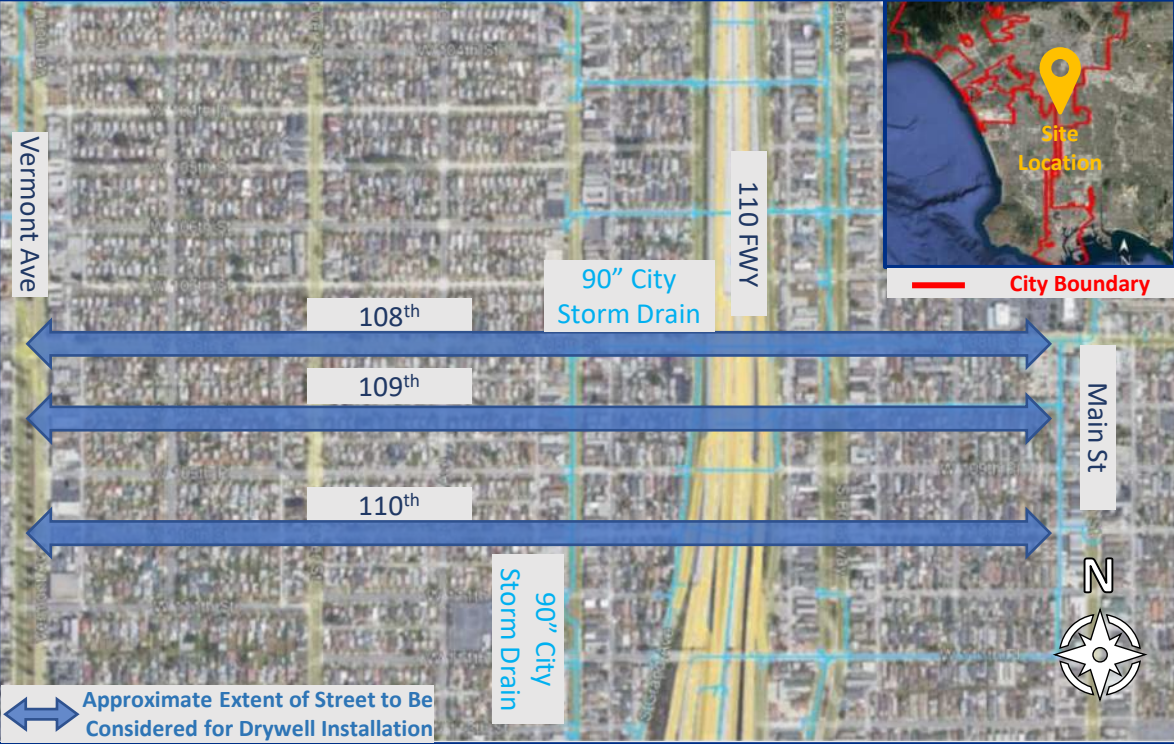 Vermont Ave
110 FWY
Site
Location
N
City Boundary
90” City
Storm Drain
108ᵗʰ
109ᵗʰ
Main St
110ᵗʰ
90” City
Storm Drain
N
Approximate Extent of Street to Be
Considered for Drywell Installation